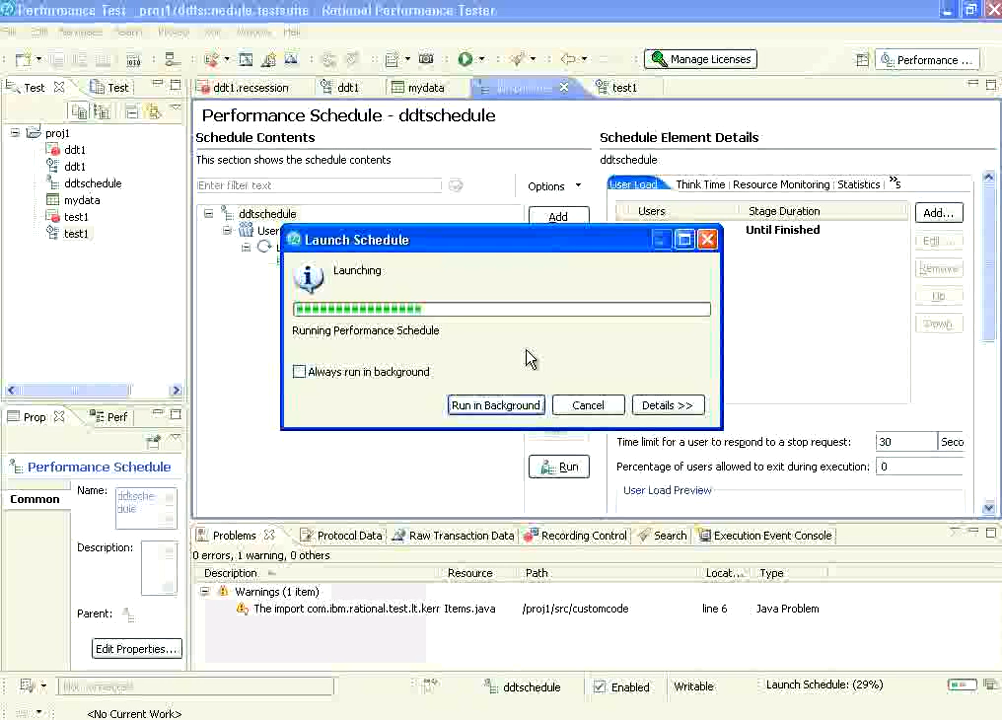 Performance Test _ proj1/ddtschedule.testsuite - Rational Performance Tester
Manage Licenses
Performance ...
Test
Test
ddt1.recsession
ddt1
mydata
test1
proj1
ddt1
ddt1
ddtschedule
mydata
test1
test1
Performance Schedule - ddtschedule
Schedule Contents
This section shows the schedule contents
Enter filter text
Options
ddtschedule
User
Add
Schedule Element Details
ddtschedule
User Load
Think Time
Resource Monitoring
Statistics
»5
Users
Stage Duration
Until Finished
Add...
Edit ...
Remove
Up
Down
Launch Schedule
Launching
Running Performance Schedule
Always run in background
Run in Background
Cancel
Details >>
Run
Time limit for a user to respond to a stop request:
30
Seco
Percentage of users allowed to exit during execution:
0
User Load Preview
Prop
Perf
Performance Schedule
Common
Name:
ddtsche
dule
Description:
Parent:
Edit Properties...
Problems
Protocol Data
Raw Transaction Data
Recording Control
Search
Execution Event Console
0 errors, 1 warning, 0 others
Description
Resource
Path
Locat...
Type
Warnings (1 item)
The import com.ibm.rational.test.lt.kerr
Items.java
/proj1/src/customcode
line 6
Java Problem
Not connected
ddtschedule
Enabled
Writable
Launch Schedule: (29%)
<No Current Work>